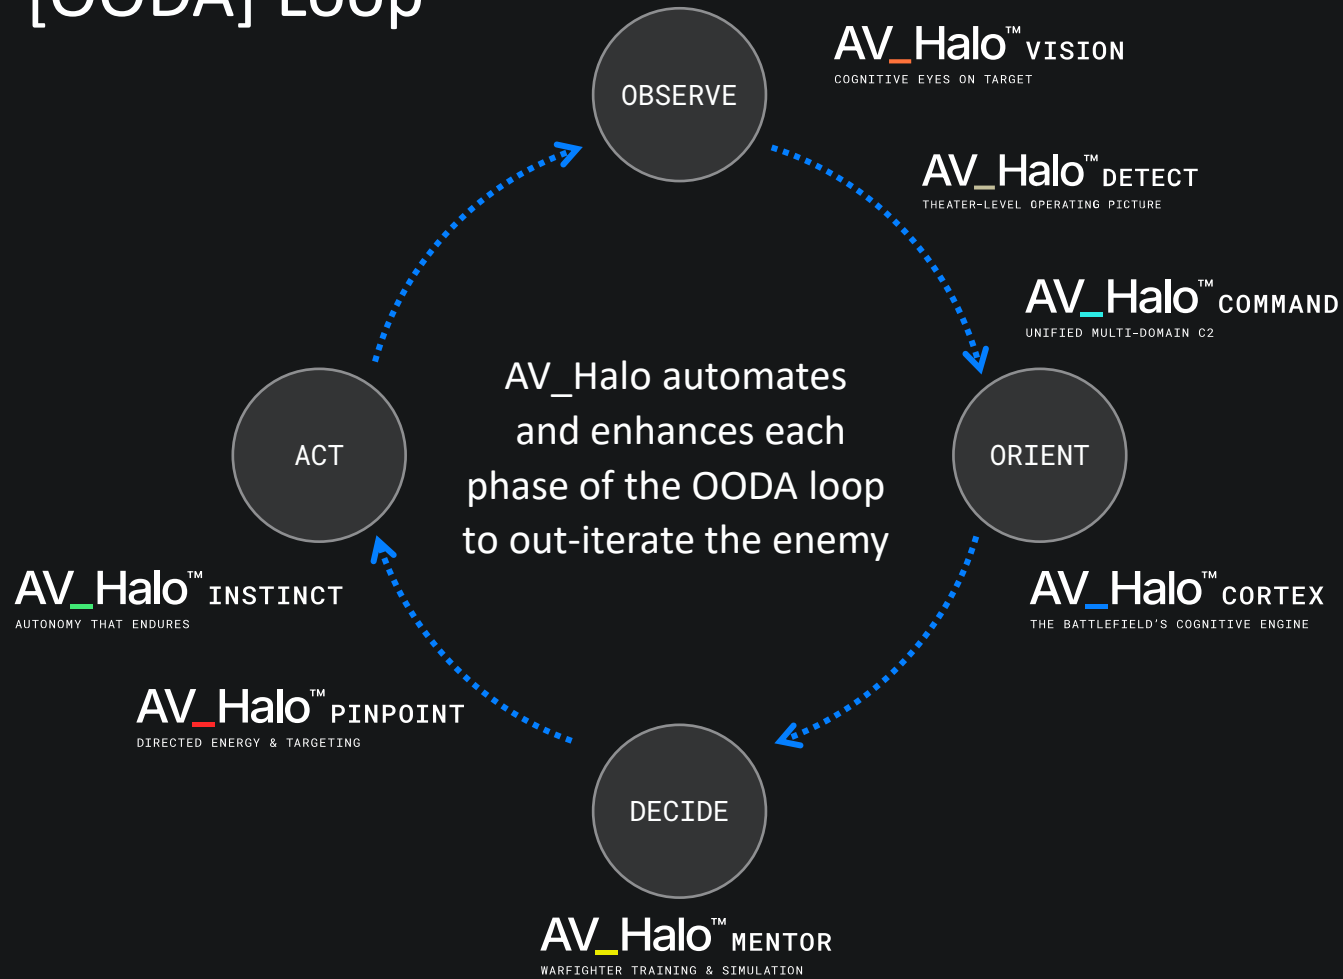 [OODA] Loop
OBSERVE
AV_Halo™ VISION
COGNITIVE EYES ON TARGET
AV_Halo™ DETECT
THEATER-LEVEL OPERATING PICTURE
AV_Halo™ COMMAND
UNIFIED MULTI-DOMAIN C2
ORIENT
AV_Halo automates
and enhances each
phase of the OODA loop
to out-iterate the enemy
ACT
AV_Halo™ CORTEX
THE BATTLEFIELD'S COGNITIVE ENGINE
AV_Halo™ INSTINCT
AUTONOMY THAT ENDURES
AV_Halo™ PINPOINT
DIRECTED ENERGY & TARGETING
DECIDE
AV_Halo™ MENTOR
WARFIGHTER TRAINING & SIMULATION